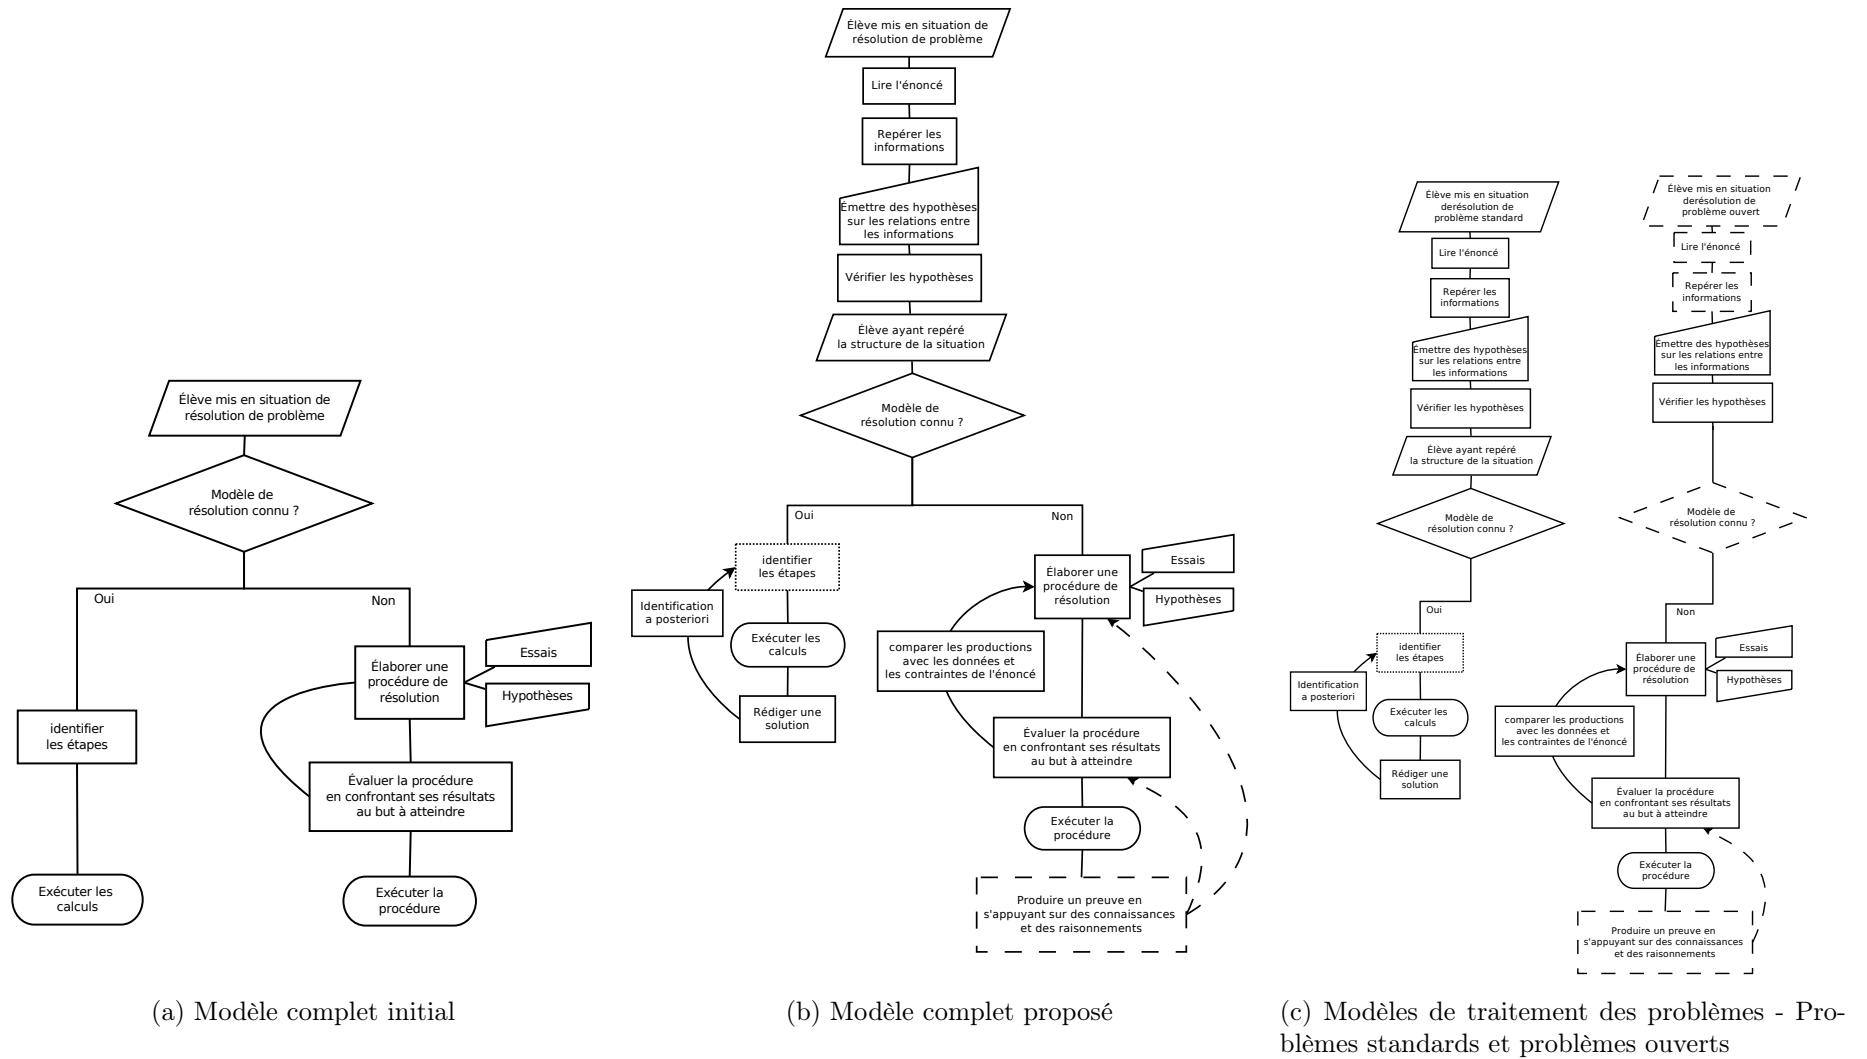 Élève mis en situation de
résolution de problème
Modèle de
résolution connu ?
Oui
Non
identifier
les étapes
Exécuter les
calculs
Élaborer une
procédure de
résolution
Essais
Hypothèses
Évaluer la procédure
en confrontant ses résultats
au but à atteindre
Exécuter la
procédure
(a) Modèle complet initial
Élève mis en situation de
résolution de problème
Lire l'énoncé
Repérer les
informations
Émettre des hypothèses
sur les relations entre
les informations
Vérifier les hypothèses
Élève ayant repéré
la structure de la situation
Modèle de
résolution connu ?
Oui
Non
identifier
les étapes
Identification
a posteriori
Exécuter les
calculs
Rédiger une
solution
Élaborer une
procédure de
résolution
Essais
Hypothèses
comparer les productions
avec les données et
les contraintes de l'énoncé
Évaluer la procédure
en confrontant ses résultats
au but à atteindre
Exécuter la
procédure
Produire un preuve en
s'appuyant sur des connaissances
et des raisonnements
(b) Modèle complet proposé
Élève mis en situation
derésolution de
problème standard
Lire l'énoncé
Repérer les
informations
Émettre des hypothèses
sur les relations entre
les informations
Vérifier les hypothèses
Élève ayant repéré
la structure de la situation
Modèle de
résolution connu ?
Oui
identifier
les étapes
Identification
a posteriori
Exécuter les
calculs
Rédiger une
solution
Élève mis en situation
derésolution de
problème ouvert
Lire l'énoncé
Repérer les
informations
Émettre des hypothèses
sur les relations entre
les informations
Vérifier les hypothèses
Modèle de
résolution connu ?
Non
Élaborer une
procédure de
résolution
Essais
Hypothèses
comparer les productions
avec les données et
les contraintes de l'énoncé
Évaluer la procédure
en confrontant ses résultats
au but à atteindre
Exécuter la
procédure
Produire un preuve en
s'appuyant sur des connaissances
et des raisonnements
(c) Modèles de traitement des problèmes - Pro-
blèmes standards et problèmes ouverts